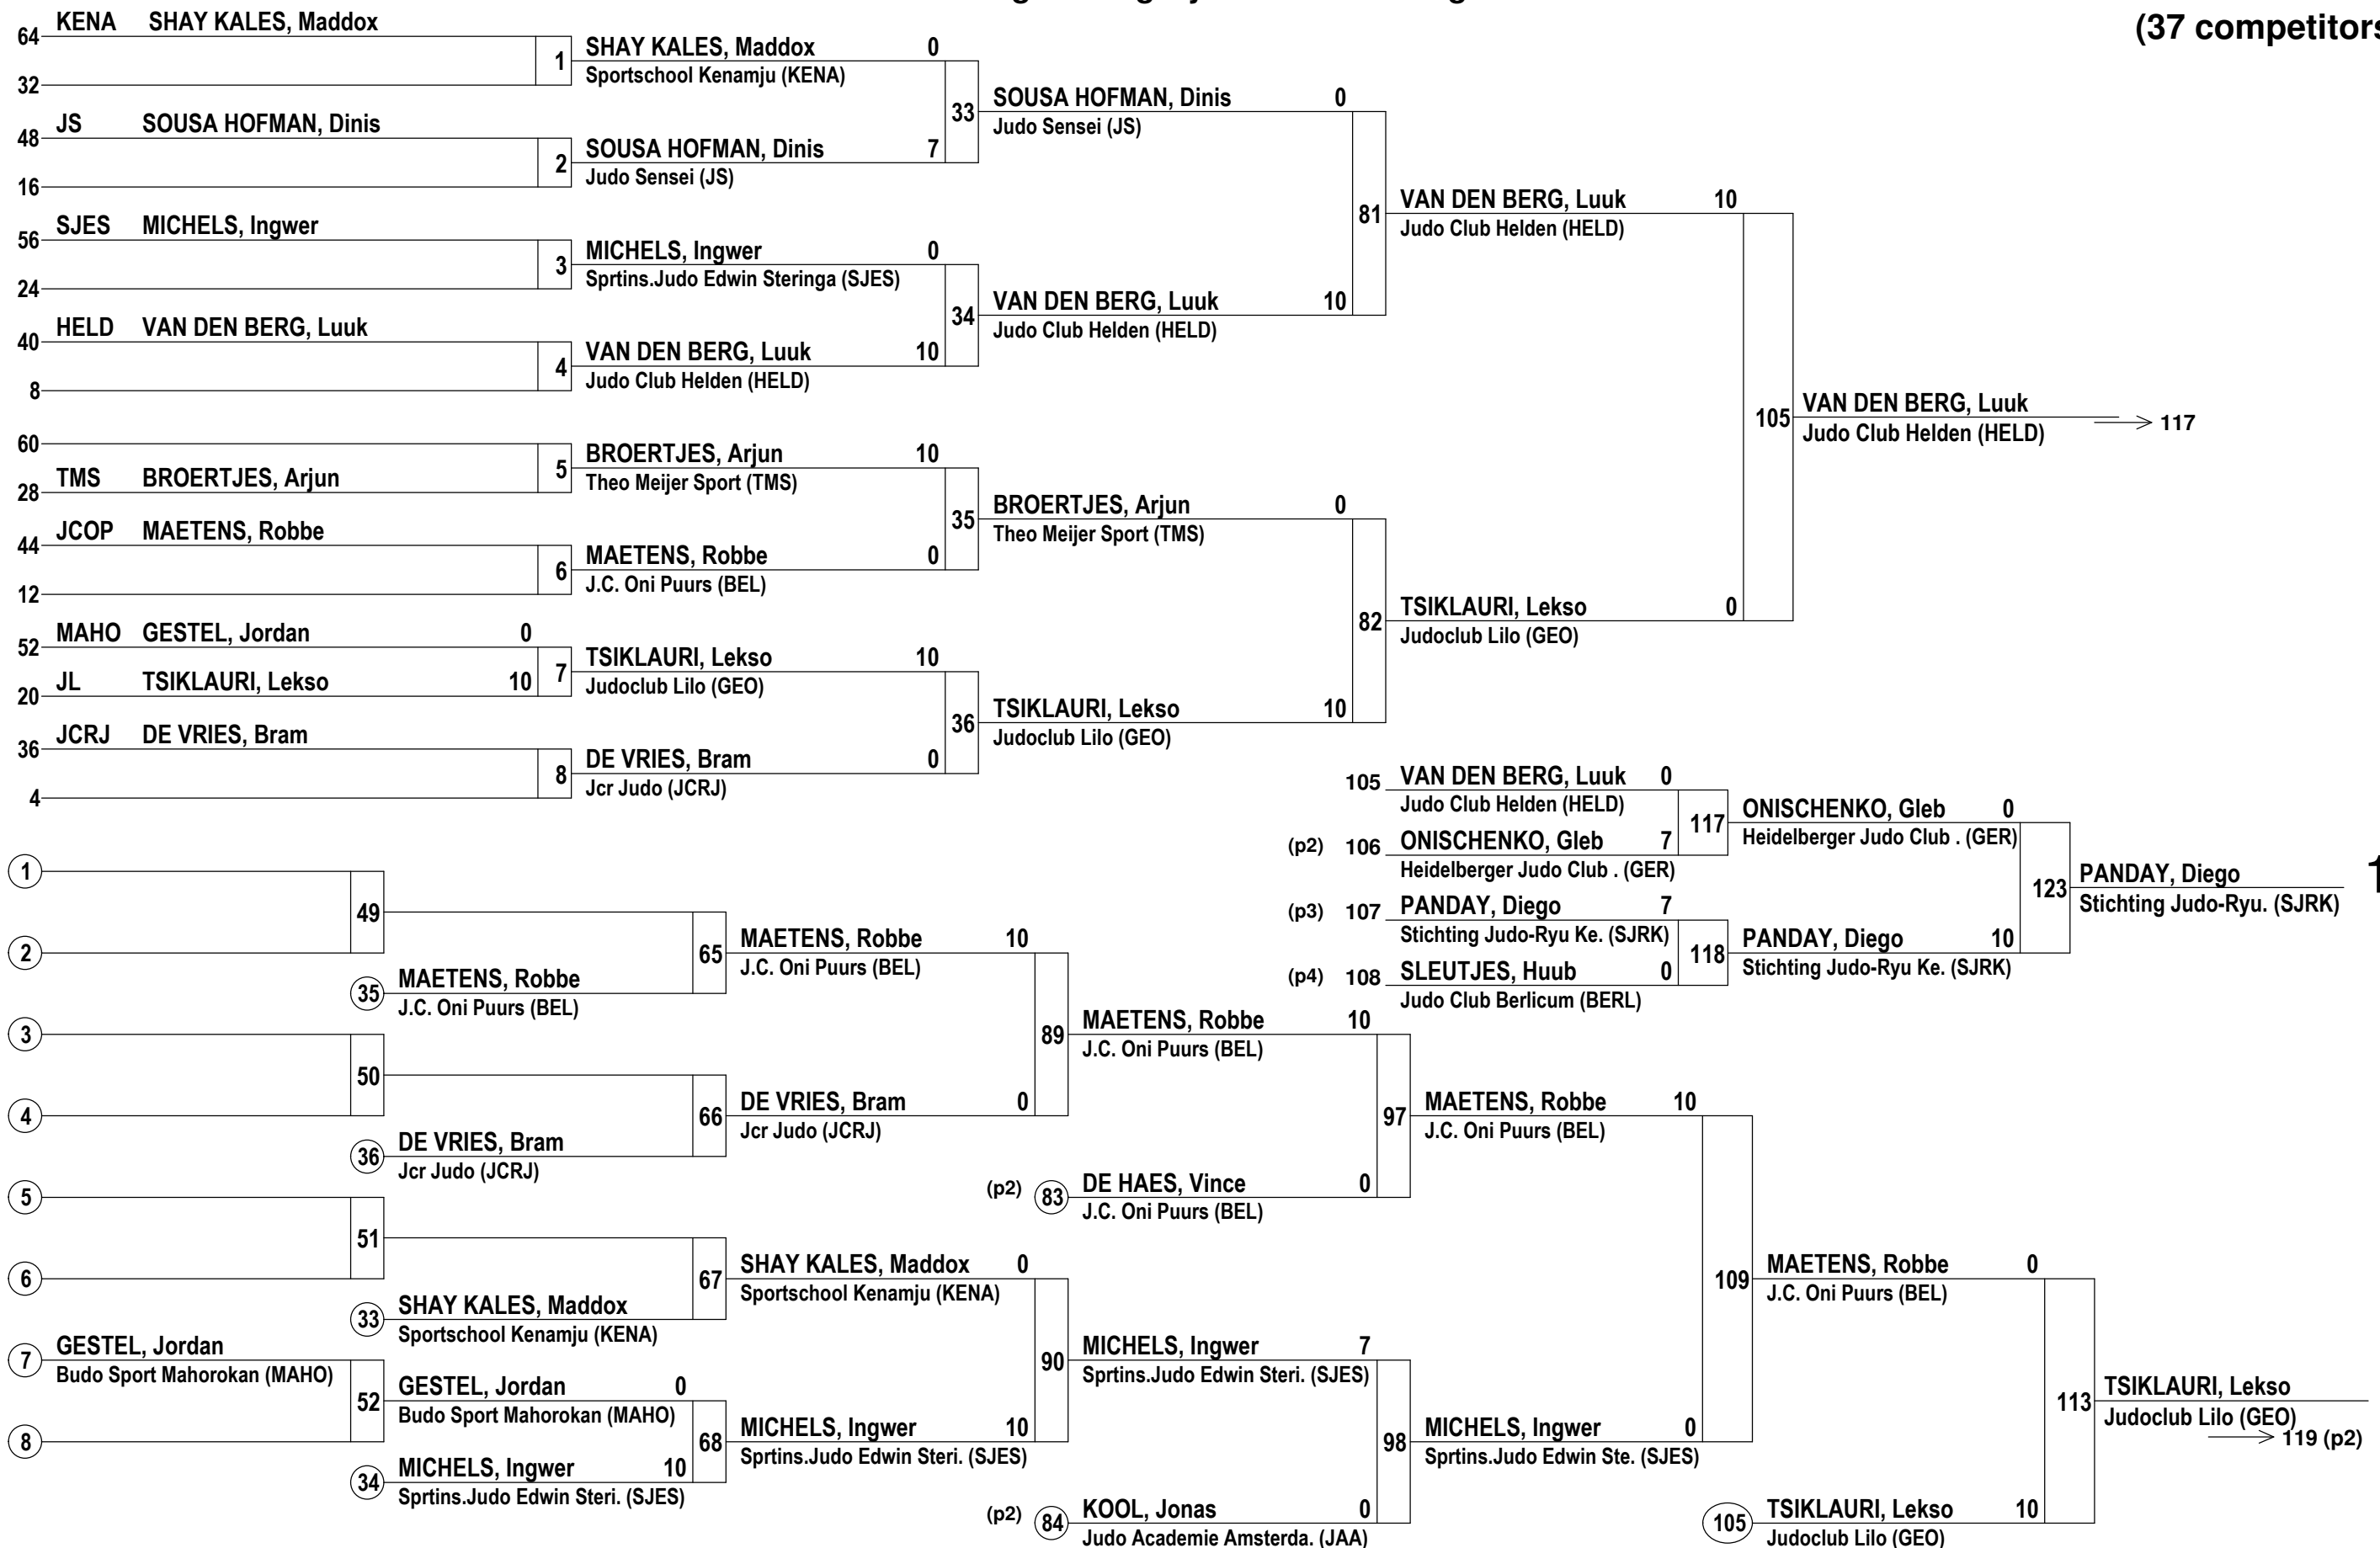 (37 competitors
64 KENA SHAY KALES, Maddox
32
1 SHAY KALES, Maddox 0
Sportschool Kenamju (KENA)
48 JS SOUSA HOFMAN, Dinis
16
2 SOUSA HOFMAN, Dinis 7
Judo Sensei (JS)
33 SOUSA HOFMAN, Dinis 0
Judo Sensei (JS)
56 SJES MICHELS, Ingwer
24
3 MICHELS, Ingwer 0
Sprtins.Judo Edwin Steringa (SJES)
40 HELD VAN DEN BERG, Luuk
8
4 VAN DEN BERG, Luuk 10
Judo Club Helden (HELD)
34 VAN DEN BERG, Luuk 10
Judo Club Helden (HELD)
81 VAN DEN BERG, Luuk 10
Judo Club Helden (HELD)
60
28 TMS BROERTJES, Arjun
5 BROERTJES, Arjun 10
Theo Meijer Sport (TMS)
44 JCOP MAETENS, Robbe
12
6 MAETENS, Robbe 0
J.C. Oni Puurs (BEL)
35 BROERTJES, Arjun 0
Theo Meijer Sport (TMS)
52 MAHO GESTEL, Jordan 0
20 JL TSIKLAURI, Lekso 10
7 TSIKLAURI, Lekso 10
Judoclub Lilo (GEO)
36 JCRJ DE VRIES, Bram
4
8 DE VRIES, Bram 0
Jcr Judo (JCRJ)
36 TSIKLAURI, Lekso 10
Judoclub Lilo (GEO)
82 TSIKLAURI, Lekso 0
Judoclub Lilo (GEO)
105 VAN DEN BERG, Luuk
Judo Club Helden (HELD)
117
105 VAN DEN BERG, Luuk 0
Judo Club Helden (HELD)
(p2) 106 ONISCHENKO, Gleb 7
Heidelberger Judo Club . (GER)
117 ONISCHENKO, Gleb 0
Heidelberger Judo Club . (GER)
(p3) 107 PANDAY, Diego 7
Stichting Judo-Ryu Ke. (SJRK)
(p4) 108 SLEUTJES, Huub 0
Judo Club Berlicum (BERL)
118 PANDAY, Diego 10
Stichting Judo-Ryu Ke. (SJRK)
123 PANDAY, Diego
Stichting Judo-Ryu. (SJRK)
1
2
49
35 MAETENS, Robbe
J.C. Oni Puurs (BEL)
65 MAETENS, Robbe 10
J.C. Oni Puurs (BEL)
3
4
50
36 DE VRIES, Bram
Jcr Judo (JCRJ)
66 DE VRIES, Bram 0
Jcr Judo (JCRJ)
89 MAETENS, Robbe 10
J.C. Oni Puurs (BEL)
(p2) 83 DE HAES, Vince 0
J.C. Oni Puurs (BEL)
97 MAETENS, Robbe 10
J.C. Oni Puurs (BEL)
5
6
51
33 SHAY KALES, Maddox
Sportschool Kenamju (KENA)
67 SHAY KALES, Maddox 0
Sportschool Kenamju (KENA)
7 GESTEL, Jordan
Budo Sport Mahorokan (MAHO)
8
52 GESTEL, Jordan 0
Budo Sport Mahorokan (MAHO)
34 MICHELS, Ingwer 10
Sprtins.Judo Edwin Steri. (SJES)
68 MICHELS, Ingwer 10
Sprtins.Judo Edwin Steri. (SJES)
90 MICHELS, Ingwer 7
Sprtins.Judo Edwin Steri. (SJES)
(p2) 84 KOOL, Jonas 0
Judo Academie Amsterda. (JAA)
98 MICHELS, Ingwer 0
Sprtins.Judo Edwin Ste. (SJES)
109 MAETENS, Robbe 0
J.C. Oni Puurs (BEL)
105 TSIKLAURI, Lekso 10
Judoclub Lilo (GEO)
113 TSIKLAURI, Lekso
Judoclub Lilo (GEO)
119 (p2)